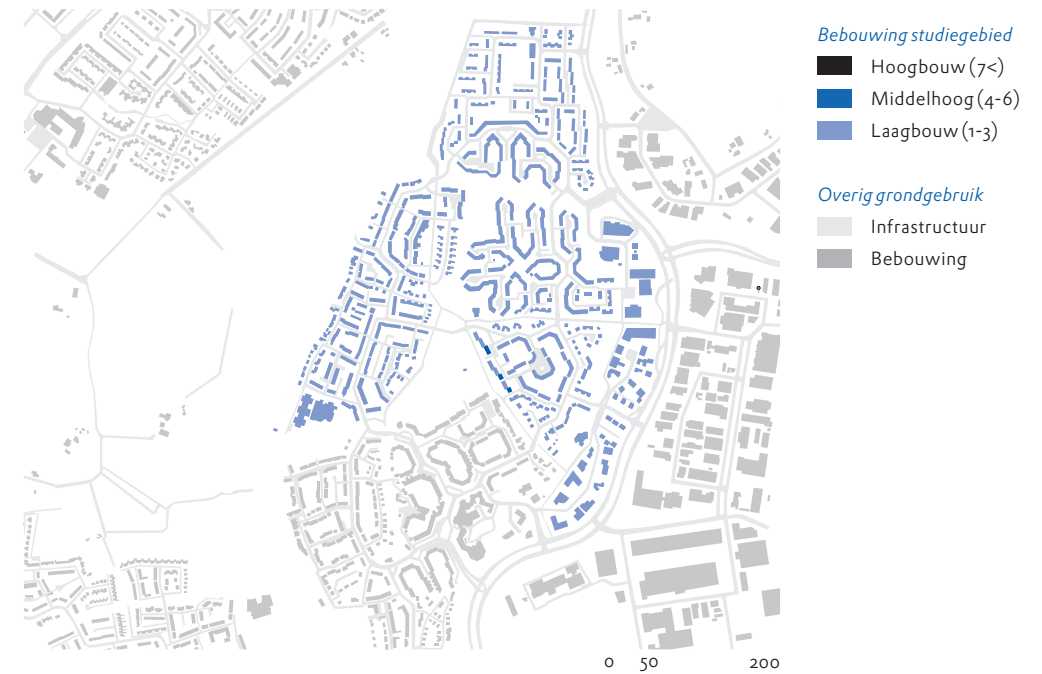 Bebouwing studiegebied
Hoogbouw (7<)
Middelhoog (4-6)
Laagbouw (1-3)
Overig grondgebruik
Infrastructuur
Bebouwing
0 50 200